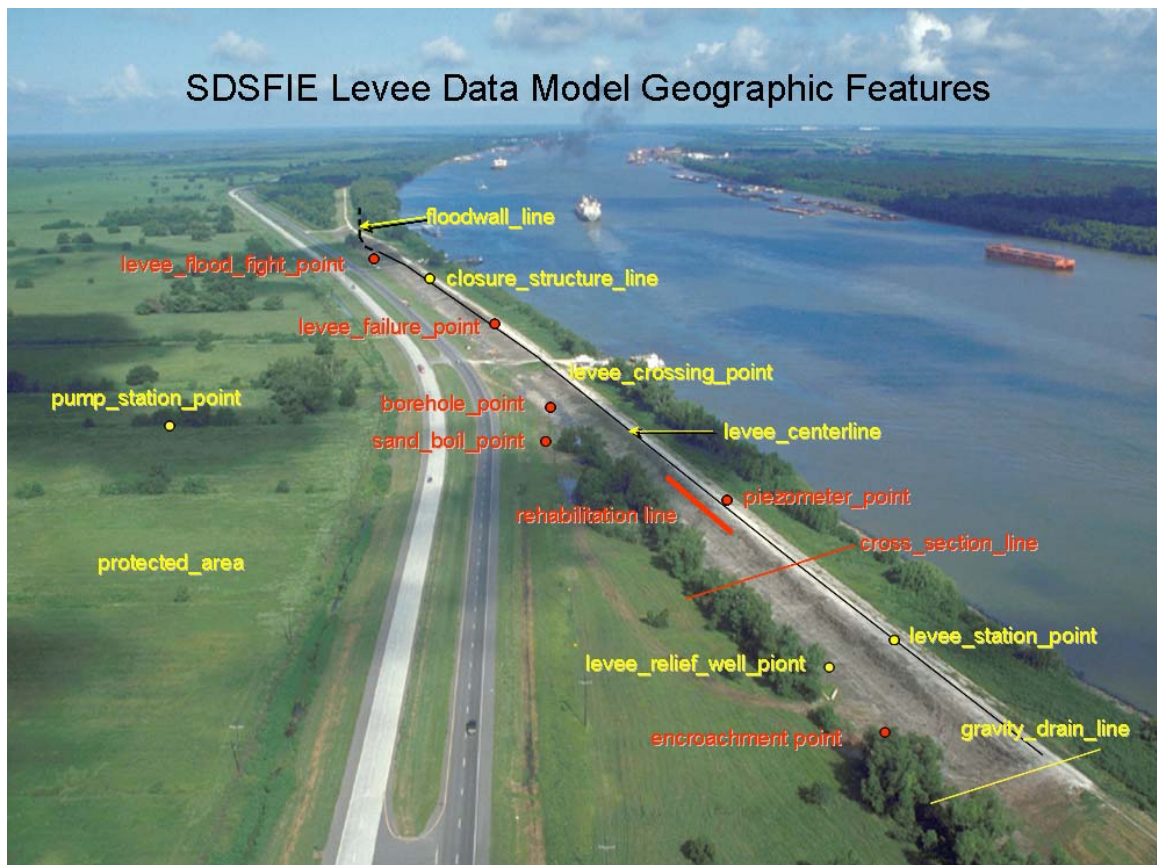 SDSFIE Levee Data Model Geographic Features
floodwall_line
levee_flood_fight_point
closure_structure_line
levee_failure_point
levee_crossing_point
pump_station_point
borehole_point
levee_centerline
sand_boil_point
piezometer_point
rehabilitation line
cross_section_line
protected_area
levee_station_point
levee_relief_well_piont
gravity_drain_line
encroachment point